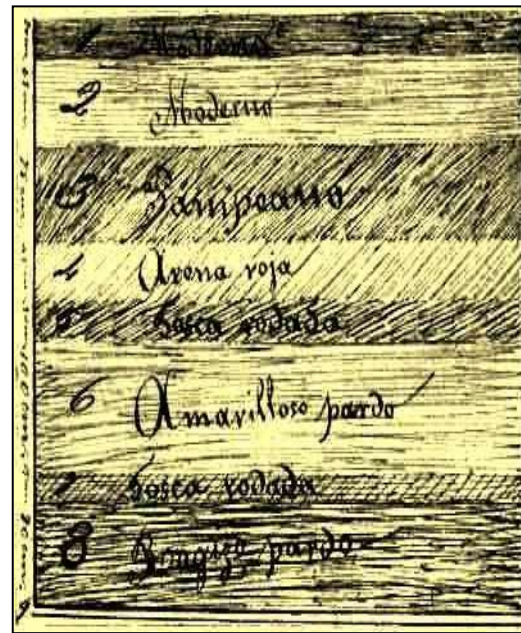 1 Moderno
2 Moderno
3 Pampeano
4 Arena roja
5 Tosca rodada
6 Amarilloso pardo
7 Tosca rodada
8 pardo